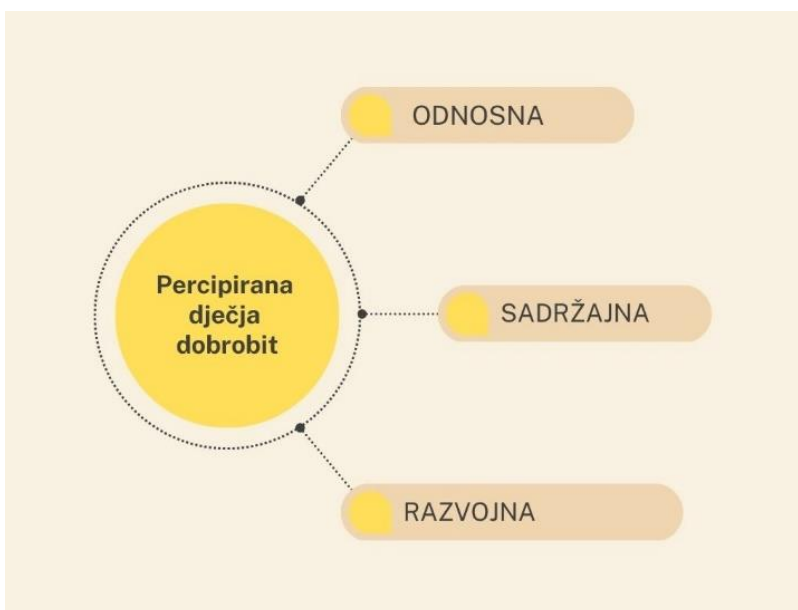 ODNOSNA
Percipirana
dječja
dobrobit
SADRŽAJNA
RAZVOJNA